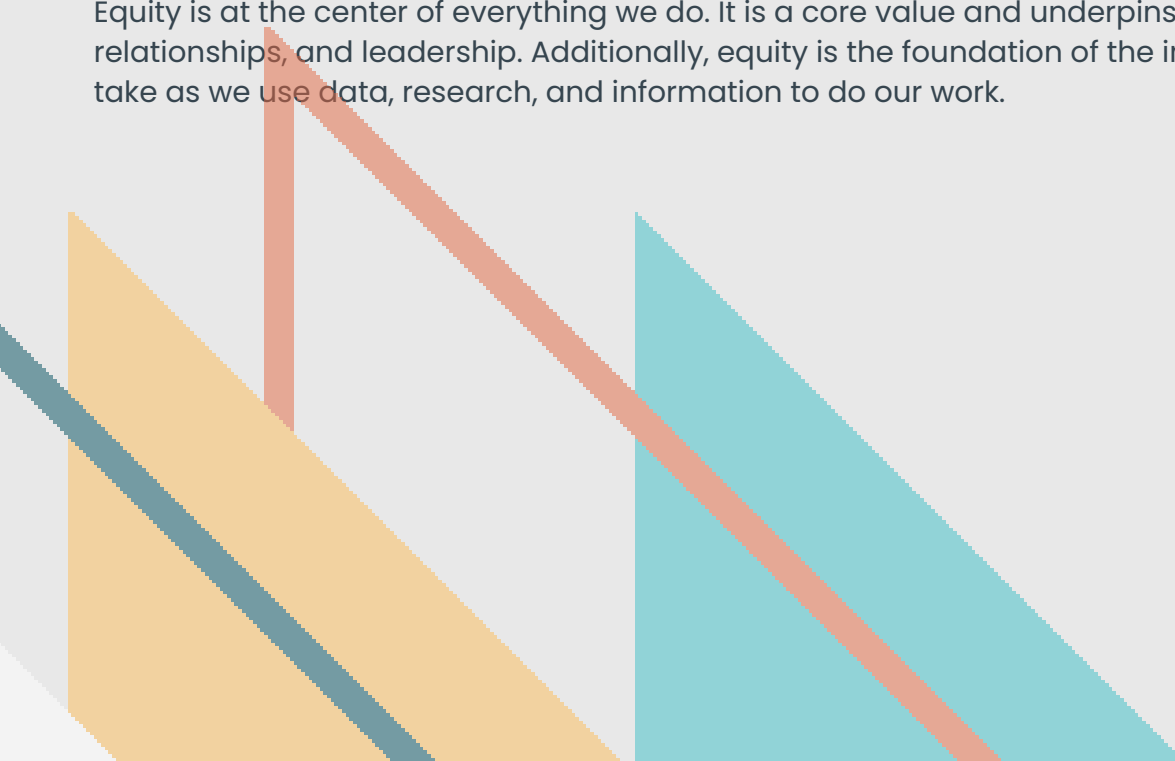 Equity is at the center of everything we do. It is a core value and underpins
relationships, and leadership. Additionally, equity is the foundation of the
take as we use data, research, and information to do our work.